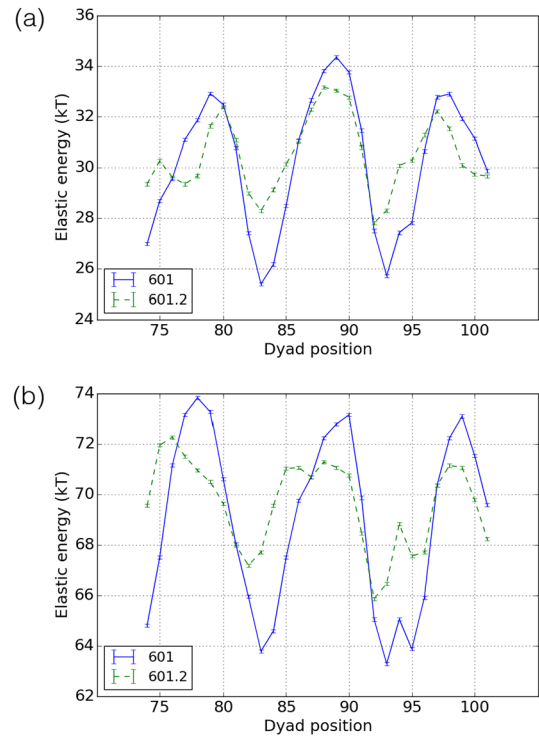 (a)
36
34
32
30
28
26
24
Elastic energy (kT)
601
601.2
75 80 85 90 95 100
Dyad position
(b)
74
72
70
68
66
64
62
Elastic energy (kT)
601
601.2
75 80 85 90 95 100
Dyad position